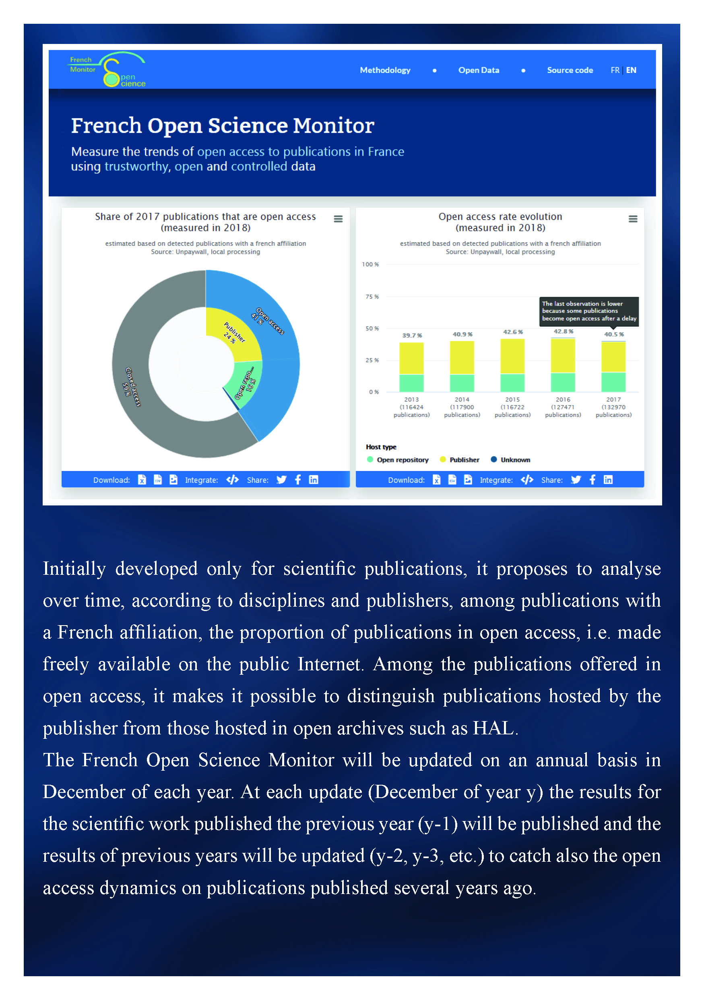 French
Monitor
Open
Science
Methodology • Open Data • Source code FR | EN
French Open Science Monitor
Measure the trends of open access to publications in France
using trustworthy, open and controlled data
Share of 2017 publications that are open access
(measured in 2018)
estimated based on detected publications with a french affiliation
Source: Unpaywall, local processing
Open access
41 %
Publisher
24 %
Open repo...
16 %
Closed access
59 %
Download: X CSV Integrate: </> Share: f in
Open access rate evolution
(measured in 2018)
estimated based on detected publications with a french affiliation
Source: Unpaywall, local processing
100 %
75 %
50 %
25 %
0 %
The last observation is lower
because some publications
become open access after a delay
39.7 % 40.9 % 42.6 % 42.8 % 40.5 %
2013 2014 2015 2016 2017
(116424 (117900 (116722 (127471 (132970
publications) publications) publications) publications) publications)
Host type
Open repository Publisher Unknown
Download: X CSV Integrate: </> Share: f in
Initially developed only for scientific publications, it proposes to analyse
over time, according to disciplines and publishers, among publications with
a French affiliation, the proportion of publications in open access, i.e. made
freely available on the public Internet. Among the publications offered in
open access, it makes it possible to distinguish publications hosted by the
publisher from those hosted in open archives such as HAL.
The French Open Science Monitor will be updated on an annual basis in
December of each year. At each update (December of year y) the results for
the scientific work published the previous year (y-1) will be published and the
results of previous years will be updated (y-2, y-3, etc.) to catch also the open
access dynamics on publications published several years ago.